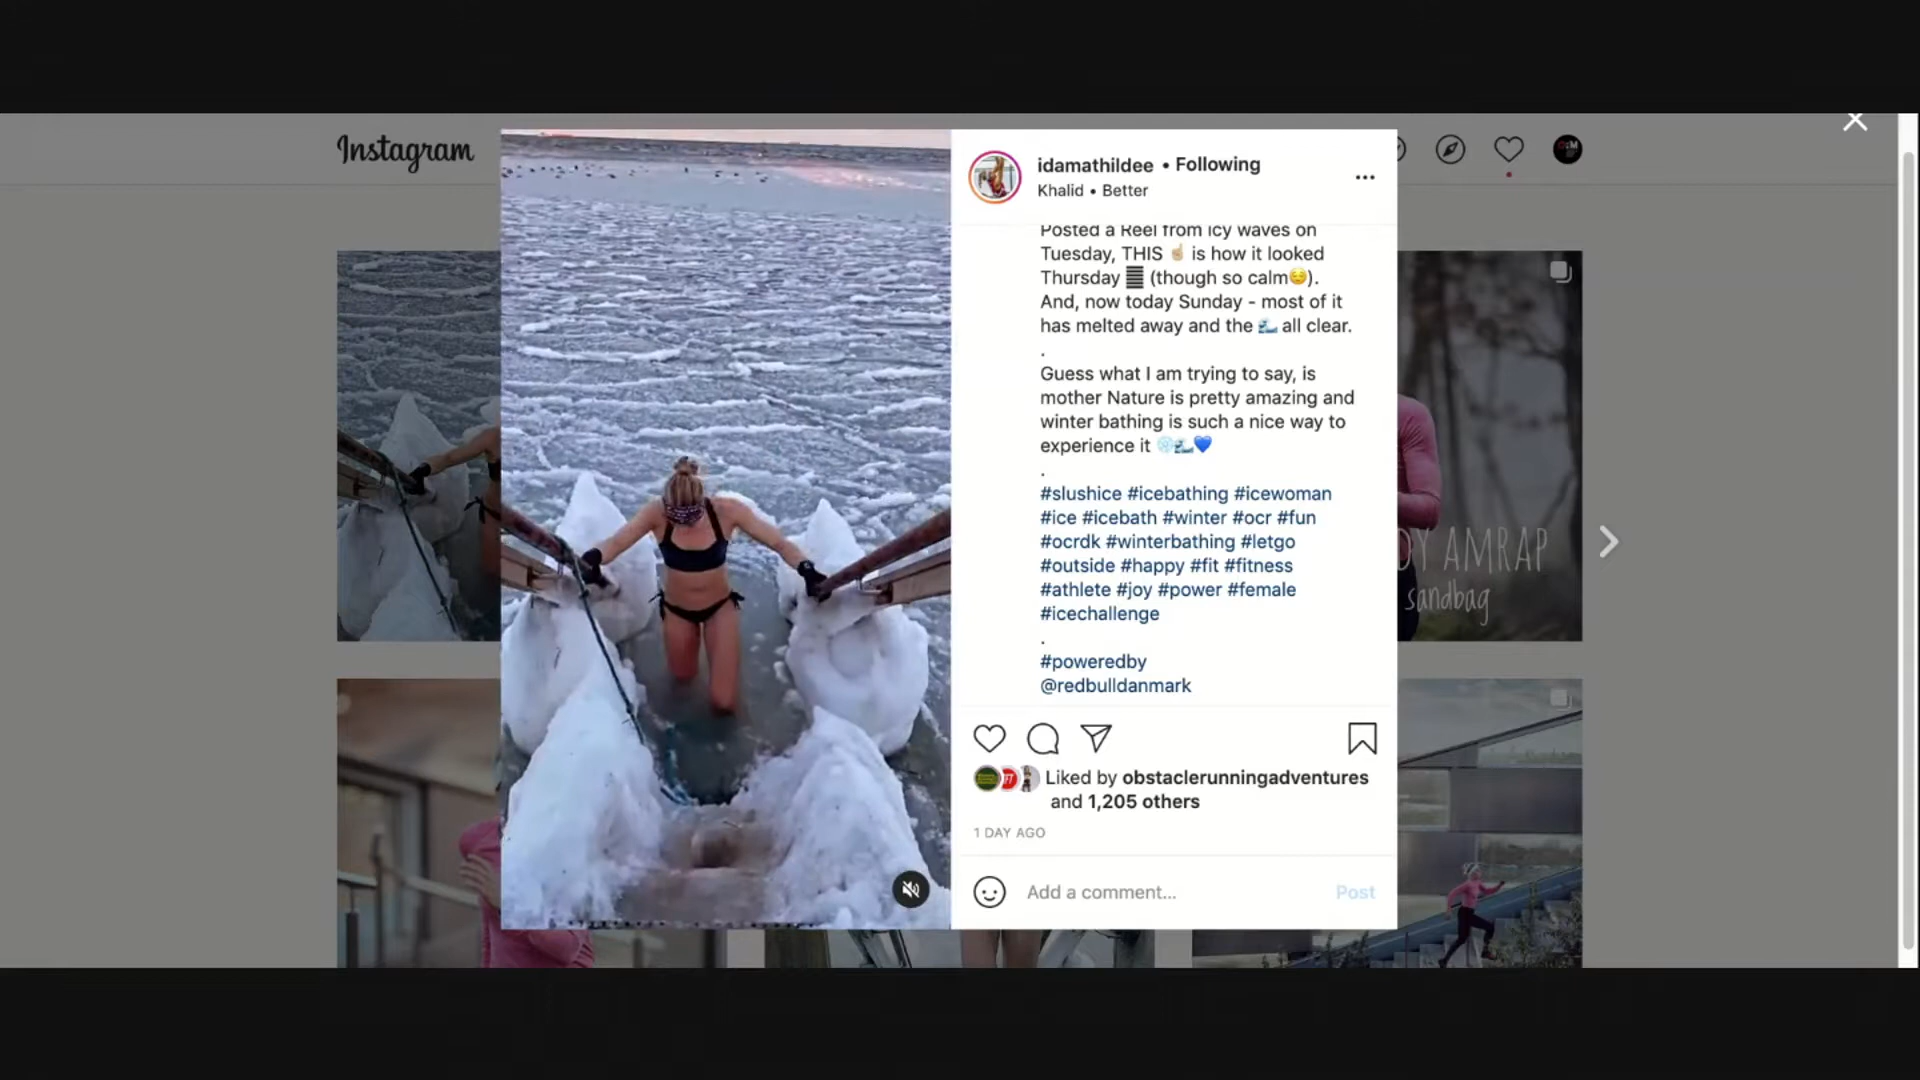 Instagram
idamathildee • Following
Khalid • Better
Posted a Reel from icy waves on
Tuesday, THIS ☝🏼 is how it looked
Thursday (though so calm😌).
And, now today Sunday - most of it
has melted away and the 🌊 all clear.
.
Guess what I am trying to say, is
mother Nature is pretty amazing and
winter bathing is such a nice way to
experience it ❄️🌊💙
.
#slushice #icebathing #icewoman
#ice #icebath #winter #ocr #fun
#ocrdk #winterbathing #letgo
#outside #happy #fit #fitness
#athlete #joy #power #female
#icechallenge
.
#poweredby
@redbulldanmark
Liked by obstaclerunningadventures
and 1,205 others
1 DAY AGO
Add a comment... Post
AMRAP
sandbag